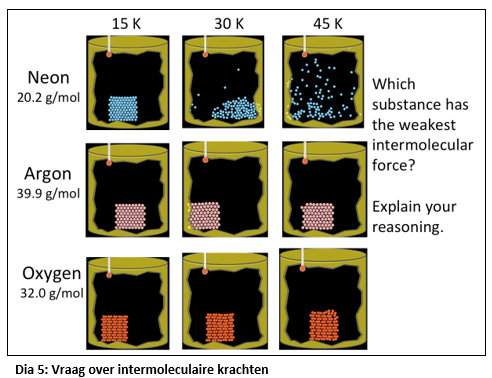 15 K 30 K 45 K
Neon
20.2 g/mol
Argon
39.9 g/mol
Oxygen
32.0 g/mol
Which
substance has
the weakest
intermolecular
force?
Explain your
reasoning.
Dia 5: Vraag over intermoleculaire krachten